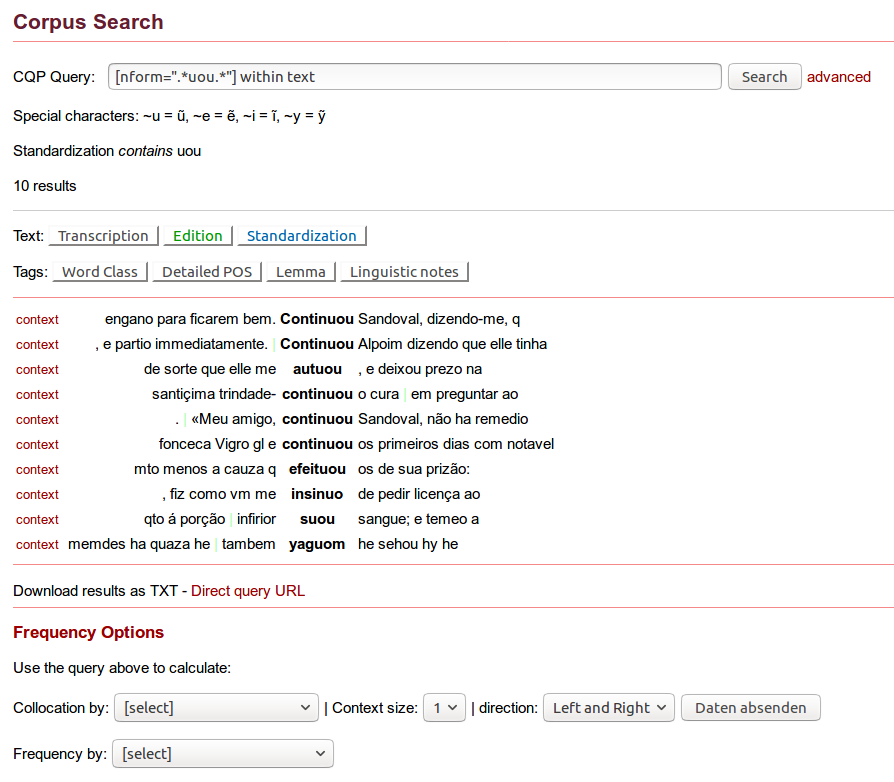 Corpus Search
CQP Query: [nform=".*uou.*"] within text Search advanced
Special characters: ~u = ũ, ~e = ẽ, ~i = ĩ, ~y = ỹ
Standardization contains uou
10 results
Text: Transcription Edition Standardization
Tags: Word Class Detailed POS Lemma Linguistic notes
context engano para ficarem bem. Continuou Sandoval, dizendo-me, q
context , e partio immediatamente. | Continuou Alpoim dizendo que elle tinha
context de sorte que elle me autuou , e deixou prezo na
context santiçima trindade- continuou o cura | em preguntar ao
context . | «Meu amigo, continuou Sandoval, não ha remedio
context fonceca Vigro gl e continuou os primeiros dias com notavel
context mto menos a cauza q efeituou os de sua prizão:
context , fiz como vm me insinuo de pedir licença ao
context qto á porção | infirior suou sangue; e temeo a
context memdes ha quaza he | tambem yaguom he sehou hy he
Download results as TXT - Direct query URL
Frequency Options
Use the query above to calculate:
Collocation by: [select] | Context size: 1 | direction: Left and Right Daten absenden
Frequency by: [select]